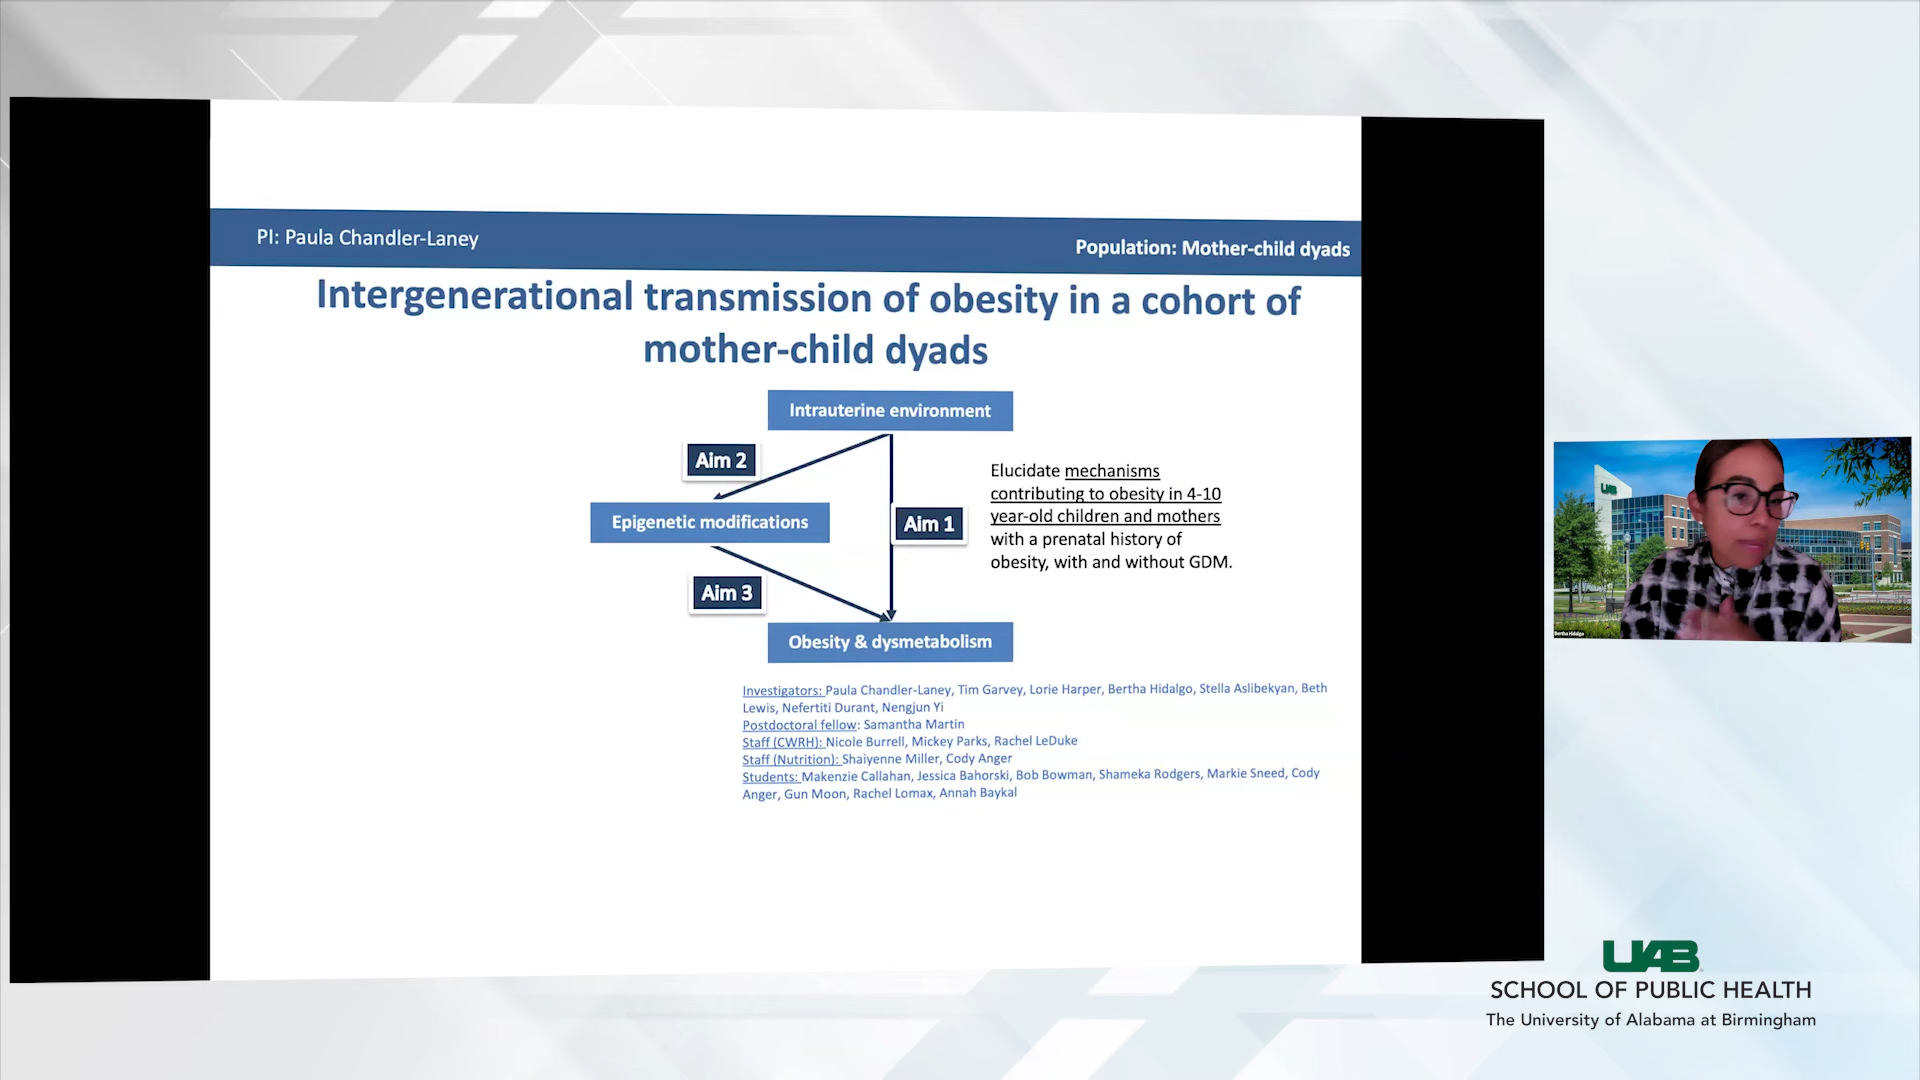 PI: Paula Chandler-Laney
Population: Mother-child dyads
Intergenerational transmission of obesity in a cohort of
mother-child dyads
Intrauterine environment
Aim 2
Epigenetic modifications
Aim 1
Aim 3
Obesity & dysmetabolism
Elucidate mechanisms
contributing to obesity in 4-10
year-old children and mothers
with a prenatal history of
obesity, with and without GDM.
Investigators: Paula Chandler-Laney, Tim Garvey, Lorie Harper, Bertha Hidalgo, Stella Aslibekyan, Beth
Lewis, Nefertiti Durant, Nengjun Yi
Postdoctoral fellow: Samantha Martin
Staff (CWRH): Nicole Burrell, Mickey Parks, Rachel LeDuke
Staff (Nutrition): Shaiyenne Miller, Cody Anger
Students: Makenzie Callahan, Jessica Bahorski, Bob Bowman, Shameka Rodgers, Markie Sneed, Cody
Anger, Gun Moon, Rachel Lomax, Annah Baykal
UAB
Bertha Hidalgo
UAB
SCHOOL OF PUBLIC HEALTH
The University of Alabama at Birmingham